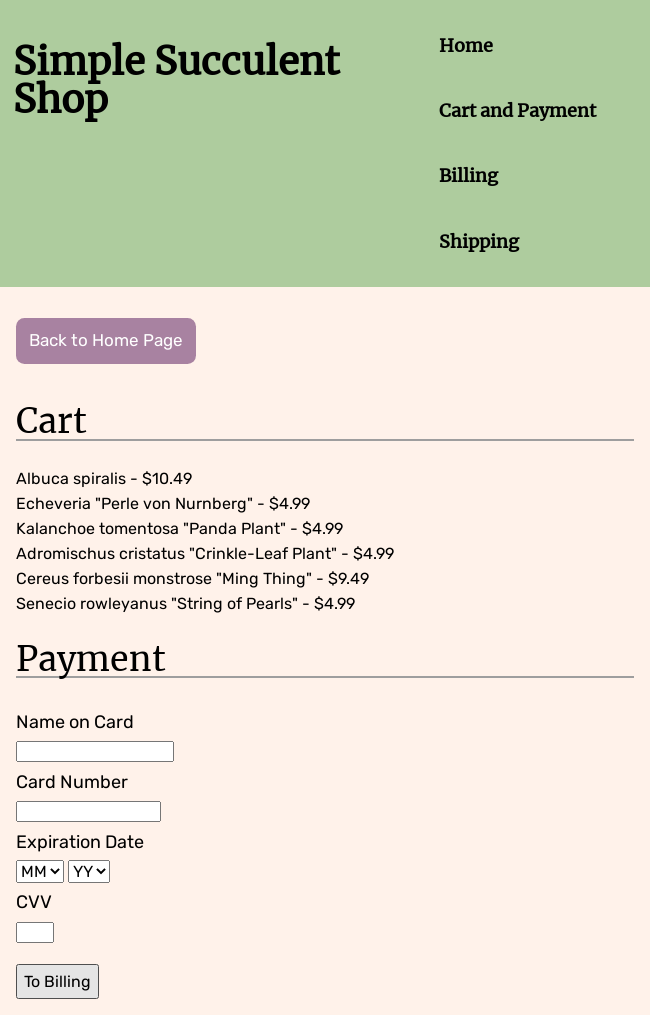 Simple Succulent
Shop
Home
Cart and Payment
Billing
Shipping
Back to Home Page
Cart
Albuca spiralis - $10.49
Echeveria "Perle von Nurnberg" - $4.99
Kalanchoe tomentosa "Panda Plant" - $4.99
Adromischus cristatus "Crinkle-Leaf Plant" - $4.99
Cereus forbesii monstrose "Ming Thing" - $9.49
Senecio rowleyanus "String of Pearls" - $4.99
Payment
Name on Card
Card Number
Expiration Date
MM YY
CVV
To Billing